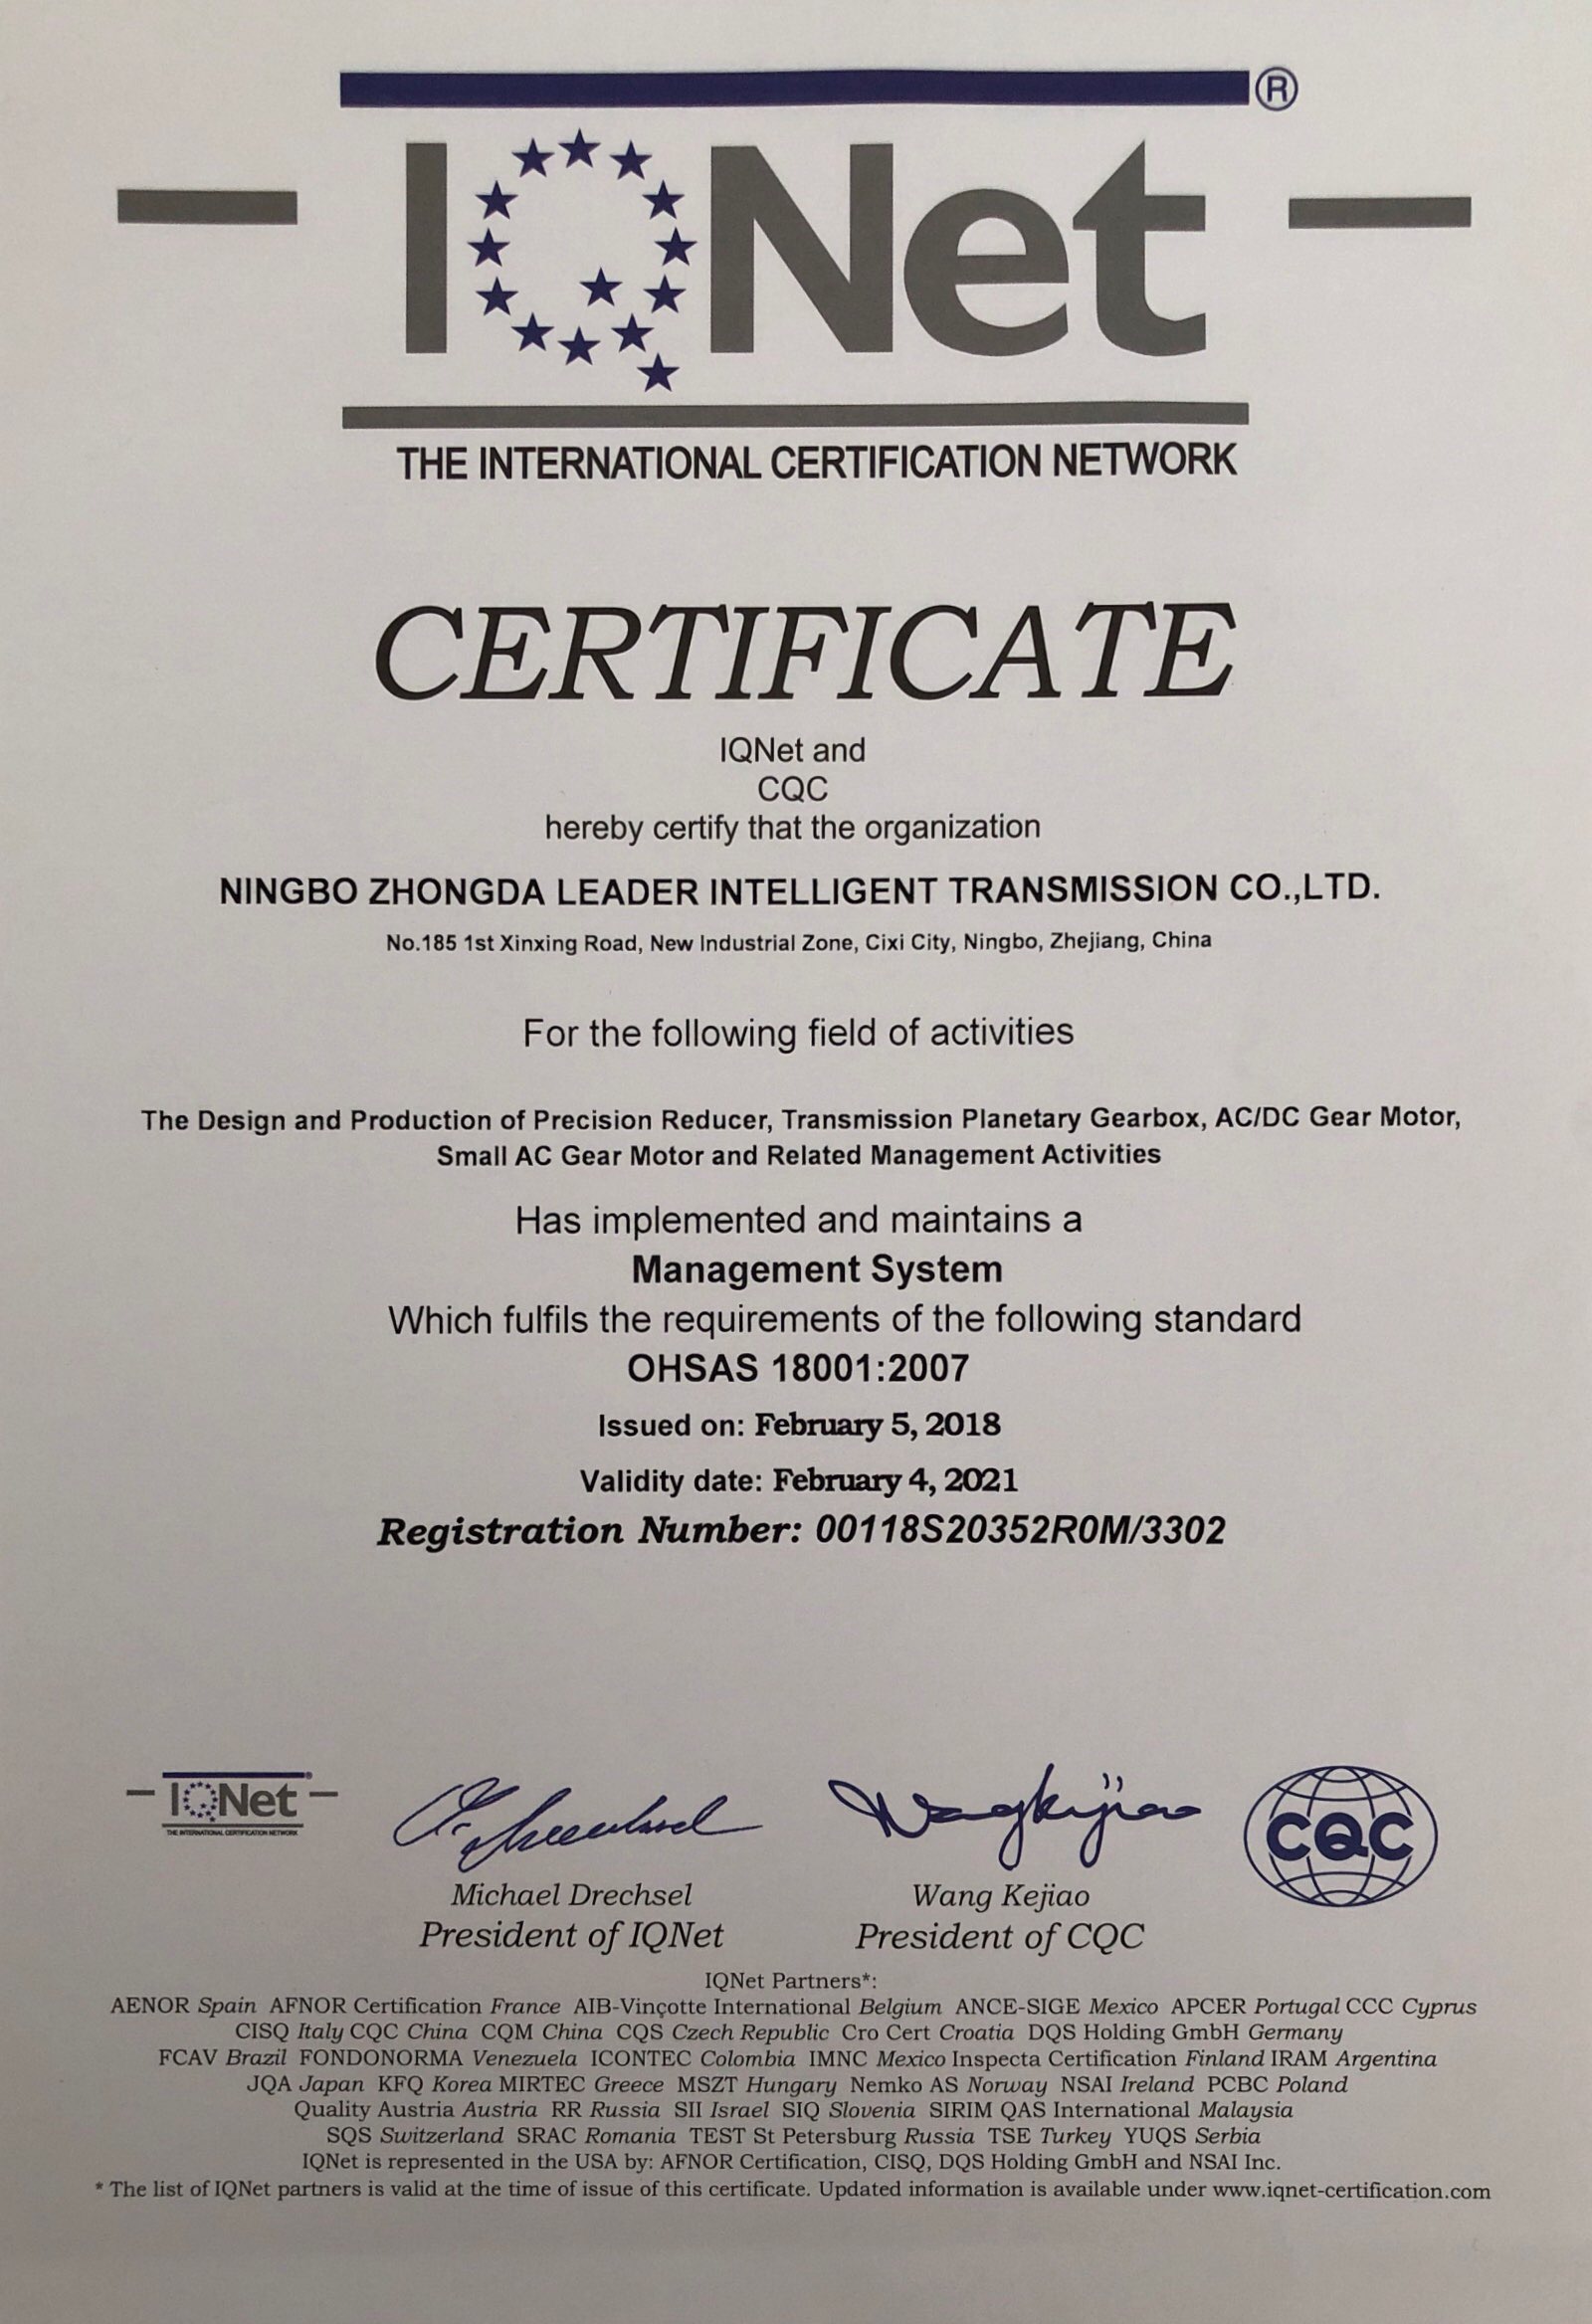 IQNet®
THE INTERNATIONAL CERTIFICATION NETWORK
CERTIFICATE
IQNet and
CQC
hereby certify that the organization
NINGBO ZHONGDA LEADER INTELLIGENT TRANSMISSION CO.,LTD.
No.185 1st Xinxing Road, New Industrial Zone, Cixi City, Ningbo, Zhejiang, China
For the following field of activities
The Design and Production of Precision Reducer, Transmission Planetary Gearbox, AC/DC Gear Motor,
Small AC Gear Motor and Related Management Activities
Has implemented and maintains a
Management System
Which fulfils the requirements of the following standard
OHSAS 18001:2007
Issued on: February 5, 2018
Validity date: February 4, 2021
Registration Number: 00118S20352R0M/3302
IQNet
THE INTERNATIONAL CERTIFICATION NETWORK
Wangkejiao
CQC
Michael Drechsel
President of IQNet
Wang Kejiao
President of CQC
IQNet Partners*:
AENOR Spain AFNOR Certification France AIB-Vinçotte International Belgium ANCE-SIGE Mexico APCER Portugal CCC Cyprus
CISQ Italy CQC China CQM China CQS Czech Republic Cro Cert Croatia DQS Holding GmbH Germany
FCAV Brazil FONDONORMA Venezuela ICONTEC Colombia IMNC Mexico Inspecta Certification Finland IRAM Argentina
JQA Japan KFQ Korea MIRTEC Greece MSZT Hungary Nemko AS Norway NSAI Ireland PCBC Poland
Quality Austria Austria RR Russia SII Israel SIQ Slovenia SIRIM QAS International Malaysia
SQS Switzerland SRAC Romania TEST St Petersburg Russia TSE Turkey YUQS Serbia
IQNet is represented in the USA by: AFNOR Certification, CISQ, DQS Holding GmbH and NSAI Inc.
* The list of IQNet partners is valid at the time of issue of this certificate. Updated information is available under www.iqnet-certification.com